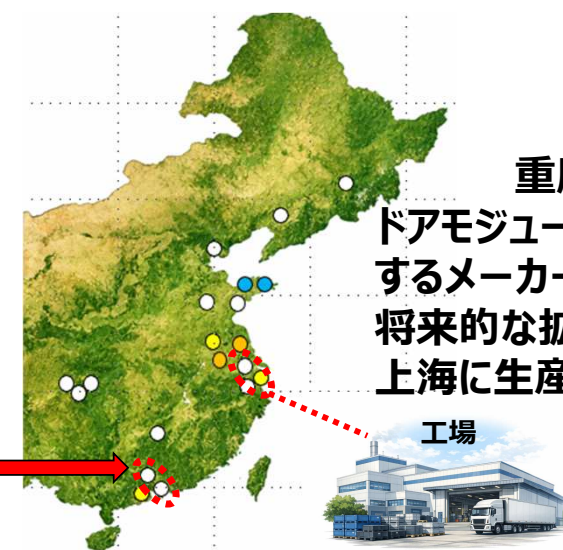 重
ドアモジュー
するメーカー
将来的な拡
上海に生産
工場